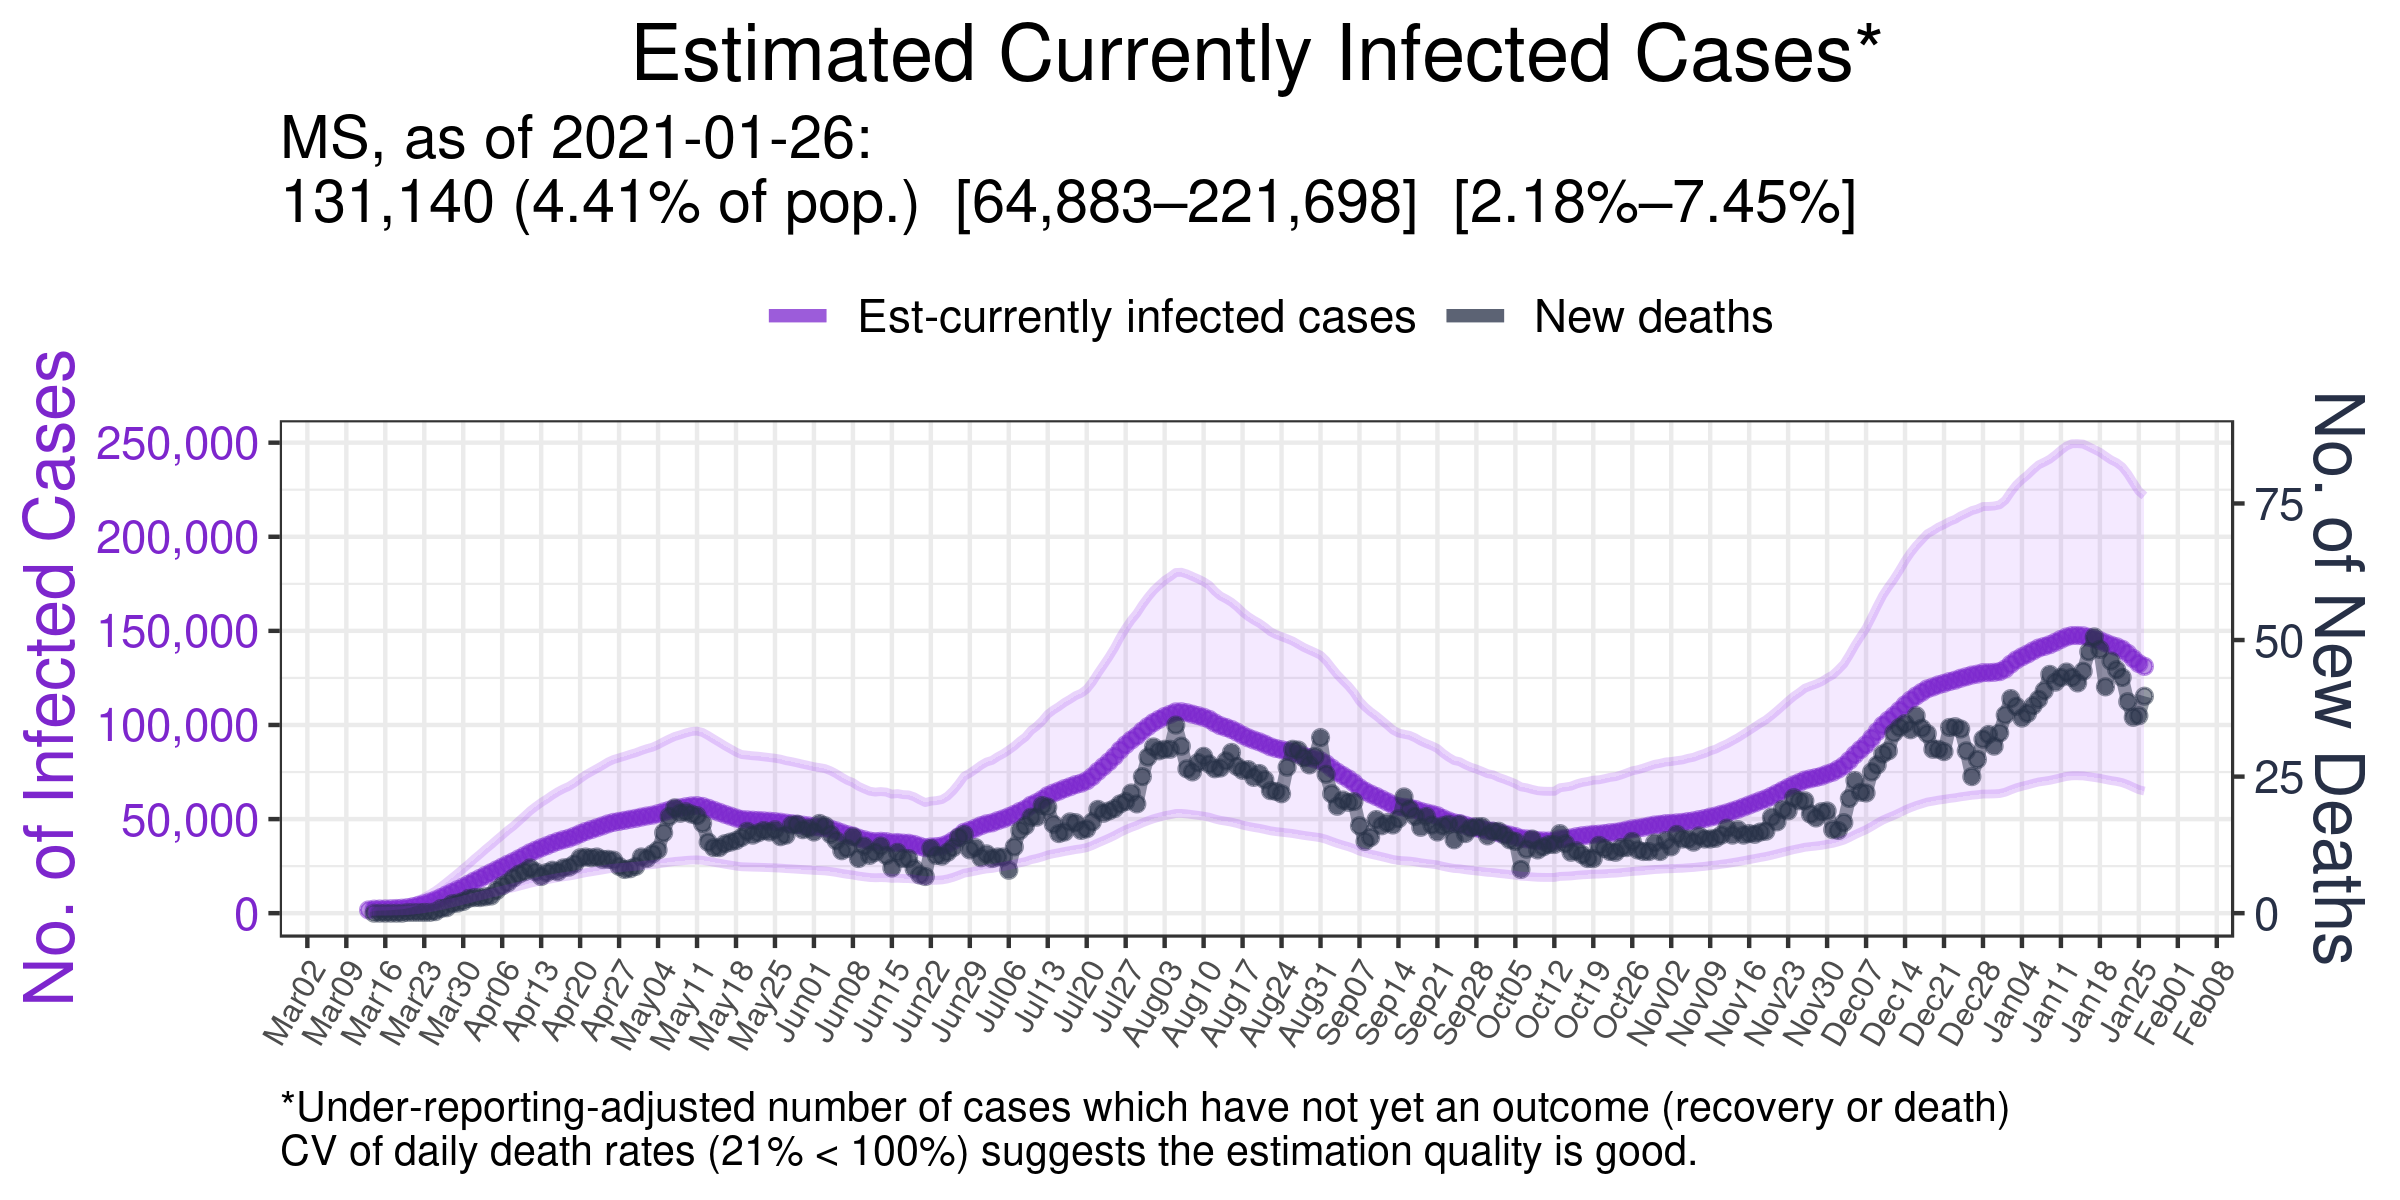 Estimated Currently Infected Cases*
MS, as of 2021-01-26:
131,140 (4.41% of pop.)  [64,883–221,698]  [2.18%–7.45%]
Est-currently infected cases
New deaths
No. of Infected Cases
250,000
200,000
150,000
100,000
50,000
0
No. of New Deaths
75
50
25
0
Mar02
Mar09
Mar16
Mar23
Mar30
Apr06
Apr13
Apr20
Apr27
May04
May11
May18
May25
Jun01
Jun08
Jun15
Jun22
Jun29
Jul06
Jul13
Jul20
Jul27
Aug03
Aug10
Aug17
Aug24
Aug31
Sep07
Sep14
Sep21
Sep28
Oct05
Oct12
Oct19
Oct26
Nov02
Nov09
Nov16
Nov23
Nov30
Dec07
Dec14
Dec21
Dec28
Jan04
Jan11
Jan18
Jan25
Feb01
Feb08
*Under-reporting-adjusted number of cases which have not yet an outcome (recovery or death)
CV of daily death rates (21% < 100%) suggests the estimation quality is good.